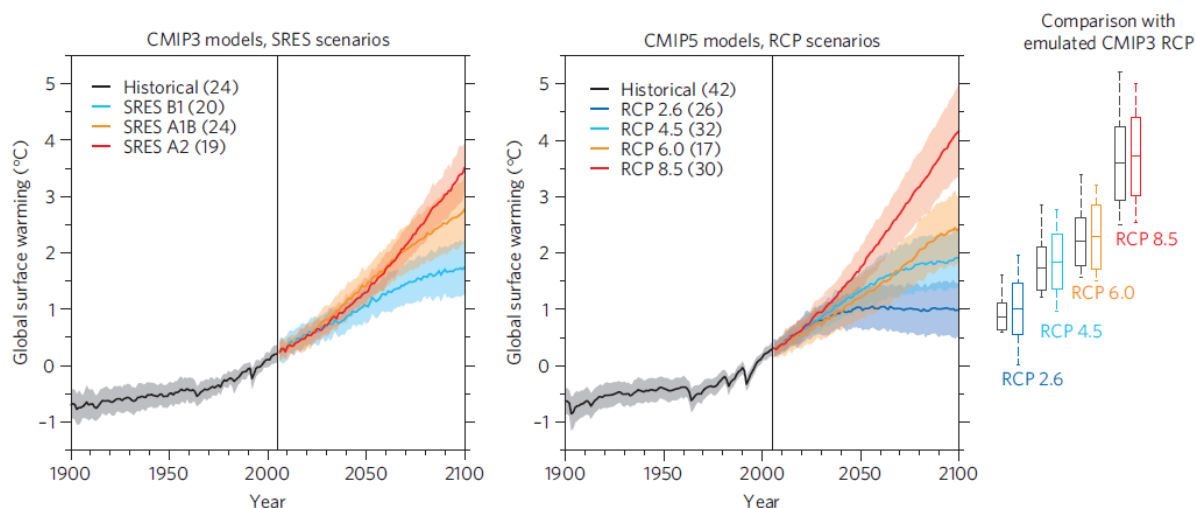 CMIP3 models, SRES scenarios
Global surface warming (°C)
5
4
3
2
1
0
−1
Historical (24)
SRES B1 (20)
SRES A1B (24)
SRES A2 (19)
1900
1950
2000
2050
2100
Year
CMIP5 models, RCP scenarios
Global surface warming (°C)
5
4
3
2
1
0
−1
Historical (42)
RCP 2.6 (26)
RCP 4.5 (32)
RCP 6.0 (17)
RCP 8.5 (30)
1900
1950
2000
2050
2100
Year
Comparison with
emulated CMIP3 RCP
RCP 8.5
RCP 6.0
RCP 4.5
RCP 2.6